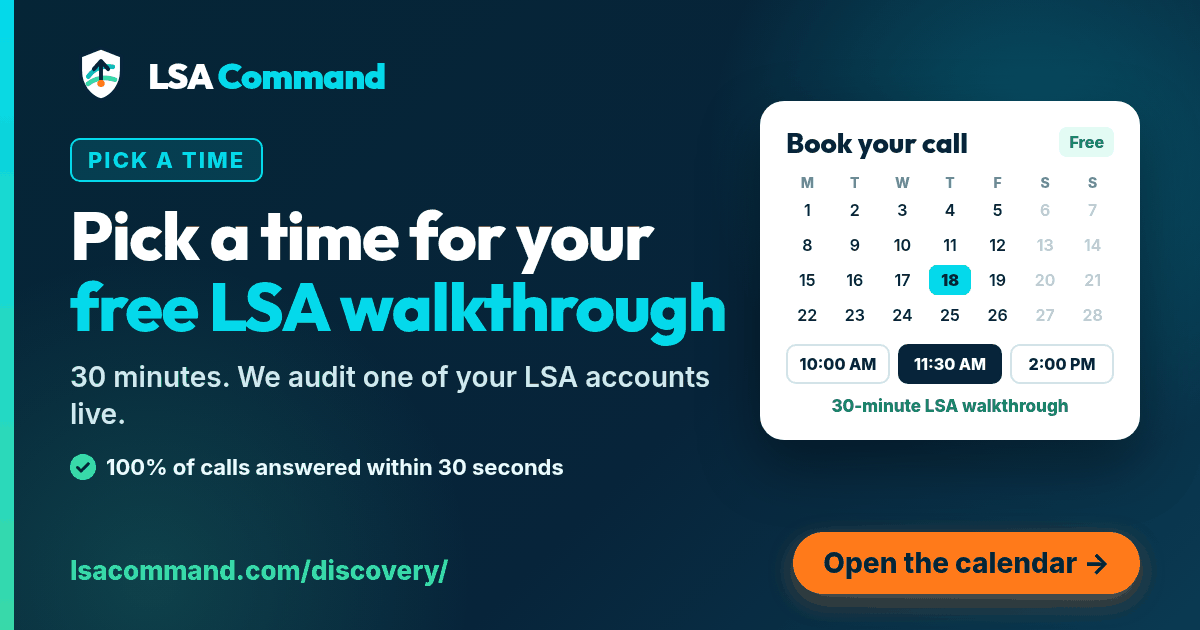 LSA Command
PICK A TIME
Pick a time for your
free LSA walkthrough
30 minutes. We audit one of your LSA accounts
live.
100% of calls answered within 30 seconds
lsacommand.com/discovery/
Book your call
Free
M T W T F S S
1 2 3 4 5 6 7
8 9 10 11 12 13 14
15 16 17 18 19 20 21
22 23 24 25 26 27 28
10:00 AM 11:30 AM 2:00 PM
30-minute LSA walkthrough
Open the calendar →